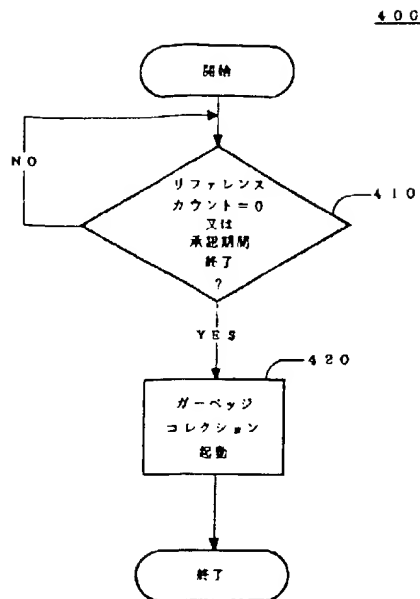 400
開始
NO
リファレンス
カウント=0
又は
承認期間
終了
?
410
YES
420
ガーベッジ
コレクション
起動
終了